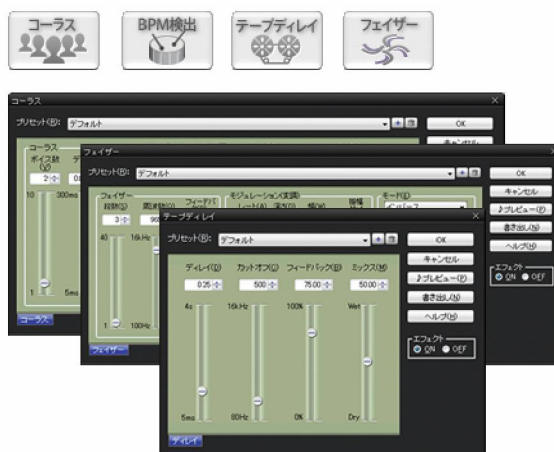 コーラス
BPM検出
テープディレイ
フェイザー
コーラス
プリセット(R): デフォルト
OK
キャンセル
コーラス
ボイス数
(V)
2
10 300ms
1 5ms
コーラス
フェイザー
プリセット(R): デフォルト
OK
キャンセル
♪プレビュー(P)
書き出し(N)
ヘルプ(H)
エフェクト
ON OFF
フェイザー
段数(S)
3
40 16kHz
1 100Hz
モジュレーション(変調)
モード(E)
フェイザー
テープディレイ
プリセット(R): デフォルト
OK
キャンセル
♪プレビュー(P)
書き出し(N)
ヘルプ(H)
エフェクト
ON OFF
ディレイ(D) カットオフ(C) フィードバック(B) ミックス(M)
0.25 500 75.00 50.00
4s 16kHz 100% Wet
5ms 80Hz 0% Dry
ディレイ